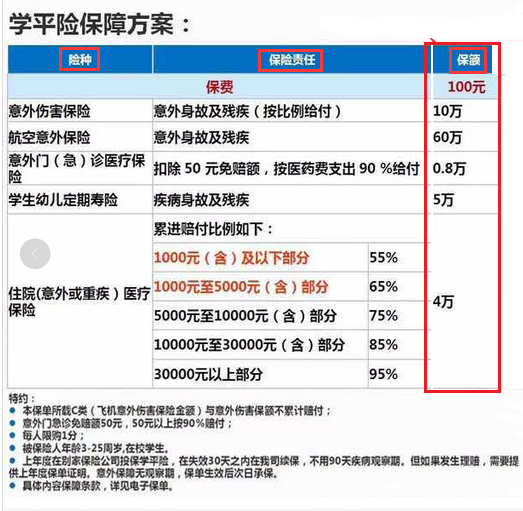 学平险保障方案：
险种 保险责任 保额
保费 100元
意外伤害保险 意外身故及残疾（按比例给付） 10万
航空意外保险 意外身故及残疾 60万
意外门（急）诊医疗保
险
扣除 50 元免赔额，按医药费支出 90 %给付 0.8万
学生幼儿定期寿险 疾病身故及残疾 5万
住院(意外或重疾）医疗
保险
累进赔付比例如下：
1000元（含）及以下部分 55%
1000元至5000元（含）部分 65%
5000元至10000元（含）部分 75%
10000元至30000元（含）部分 85%
30000元以上部分 95%
4万
特约：
● 本保单所载C类（飞机意外伤害保险金额）与意外伤害保额不累计赔付；
● 意外门急诊免赔额50元，50元以上按90%赔付；
● 每人限购1分；
● 被保险人年龄3-25周岁,在校学生。
● 上年度在别家保险公司投保学平险，在失效30天之内在我司续保，不用90天疾病观察期。但如果发生理赔，需要提
供上年度保单证明。意外保障无观察期，保单生效后次日承保。
● 具体内容保障条款，详见电子保单。